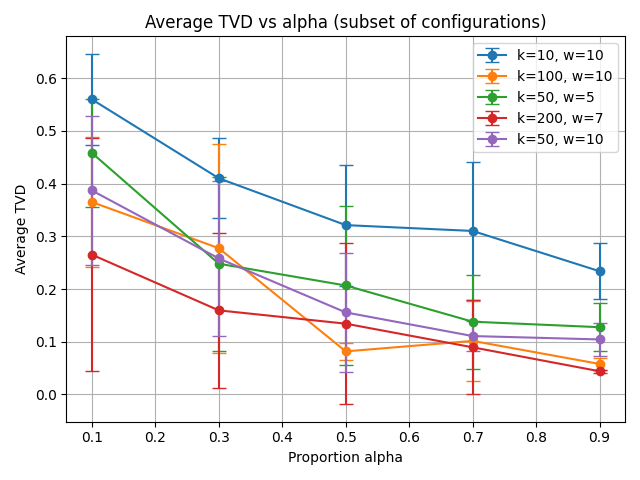 Average TVD vs alpha (subset of configurations)
k=10, w=10
k=100, w=10
k=50, w=5
k=200, w=7
k=50, w=10
Average TVD
0.6
0.5
0.4
0.3
0.2
0.1
0.0
0.1 0.2 0.3 0.4 0.5 0.6 0.7 0.8 0.9
Proportion alpha